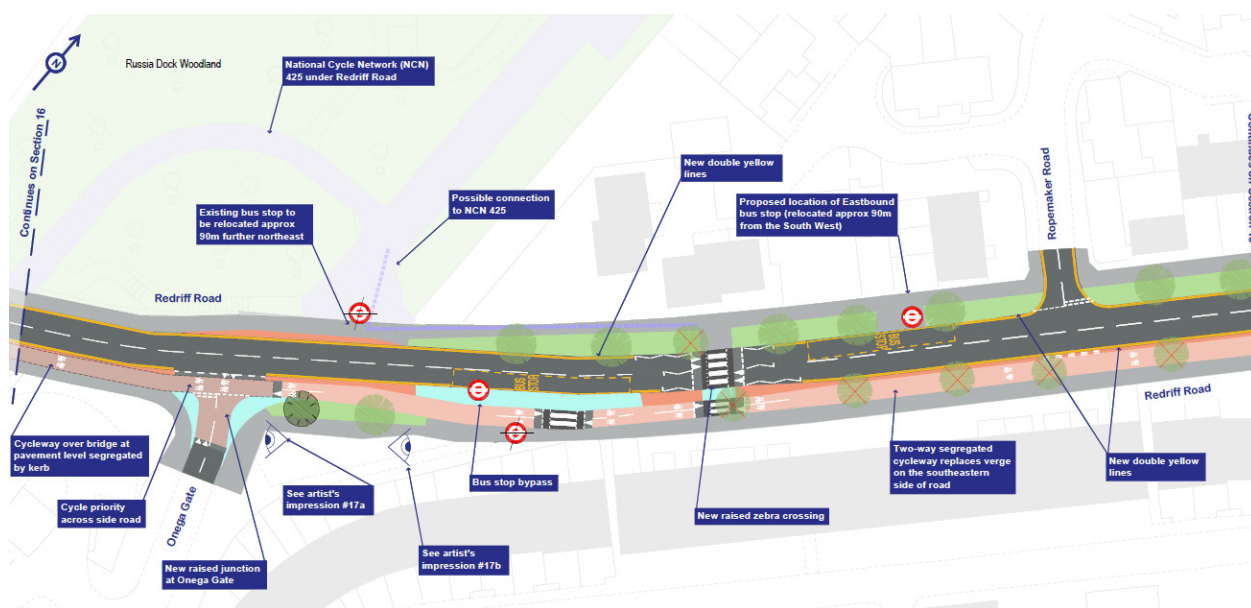 N
Russia Dock Woodland
Continues on Section 16
National Cycle Network (NCN)
425 under Redriff Road
New double yellow
lines
Possible connection
to NCN 425
Existing bus stop to
be relocated approx
90m further northeast
Proposed location of Eastbound
bus stop (relocated approx 90m
from the South West)
Ropemaker Road
Redriff Road
BUS
STOP
BUS
STOP
Redriff Road
Cycleway over bridge at
pavement level segregated
by kerb
Cycle priority
across side road
Onega Gate
New raised junction
at Onega Gate
See artist's
impression #17a
See artist's
impression #17b
Bus stop bypass
New raised zebra crossing
Two-way segregated
cycleway replaces verge
on the southeastern
side of road
New double yellow
lines